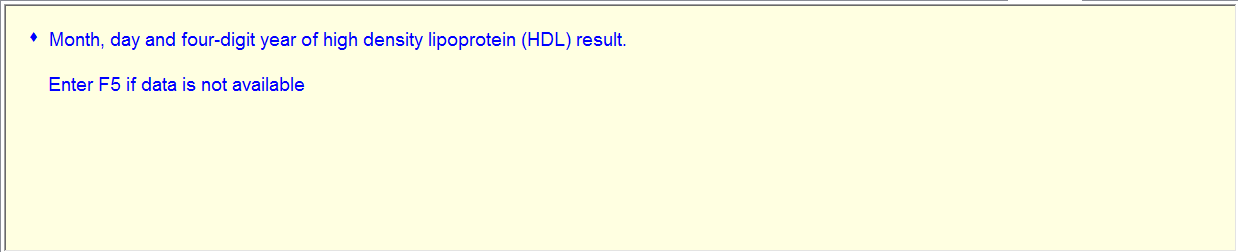 ♦ Month, day and four-digit year of high density lipoprotein (HDL) result.
Enter F5 if data is not available